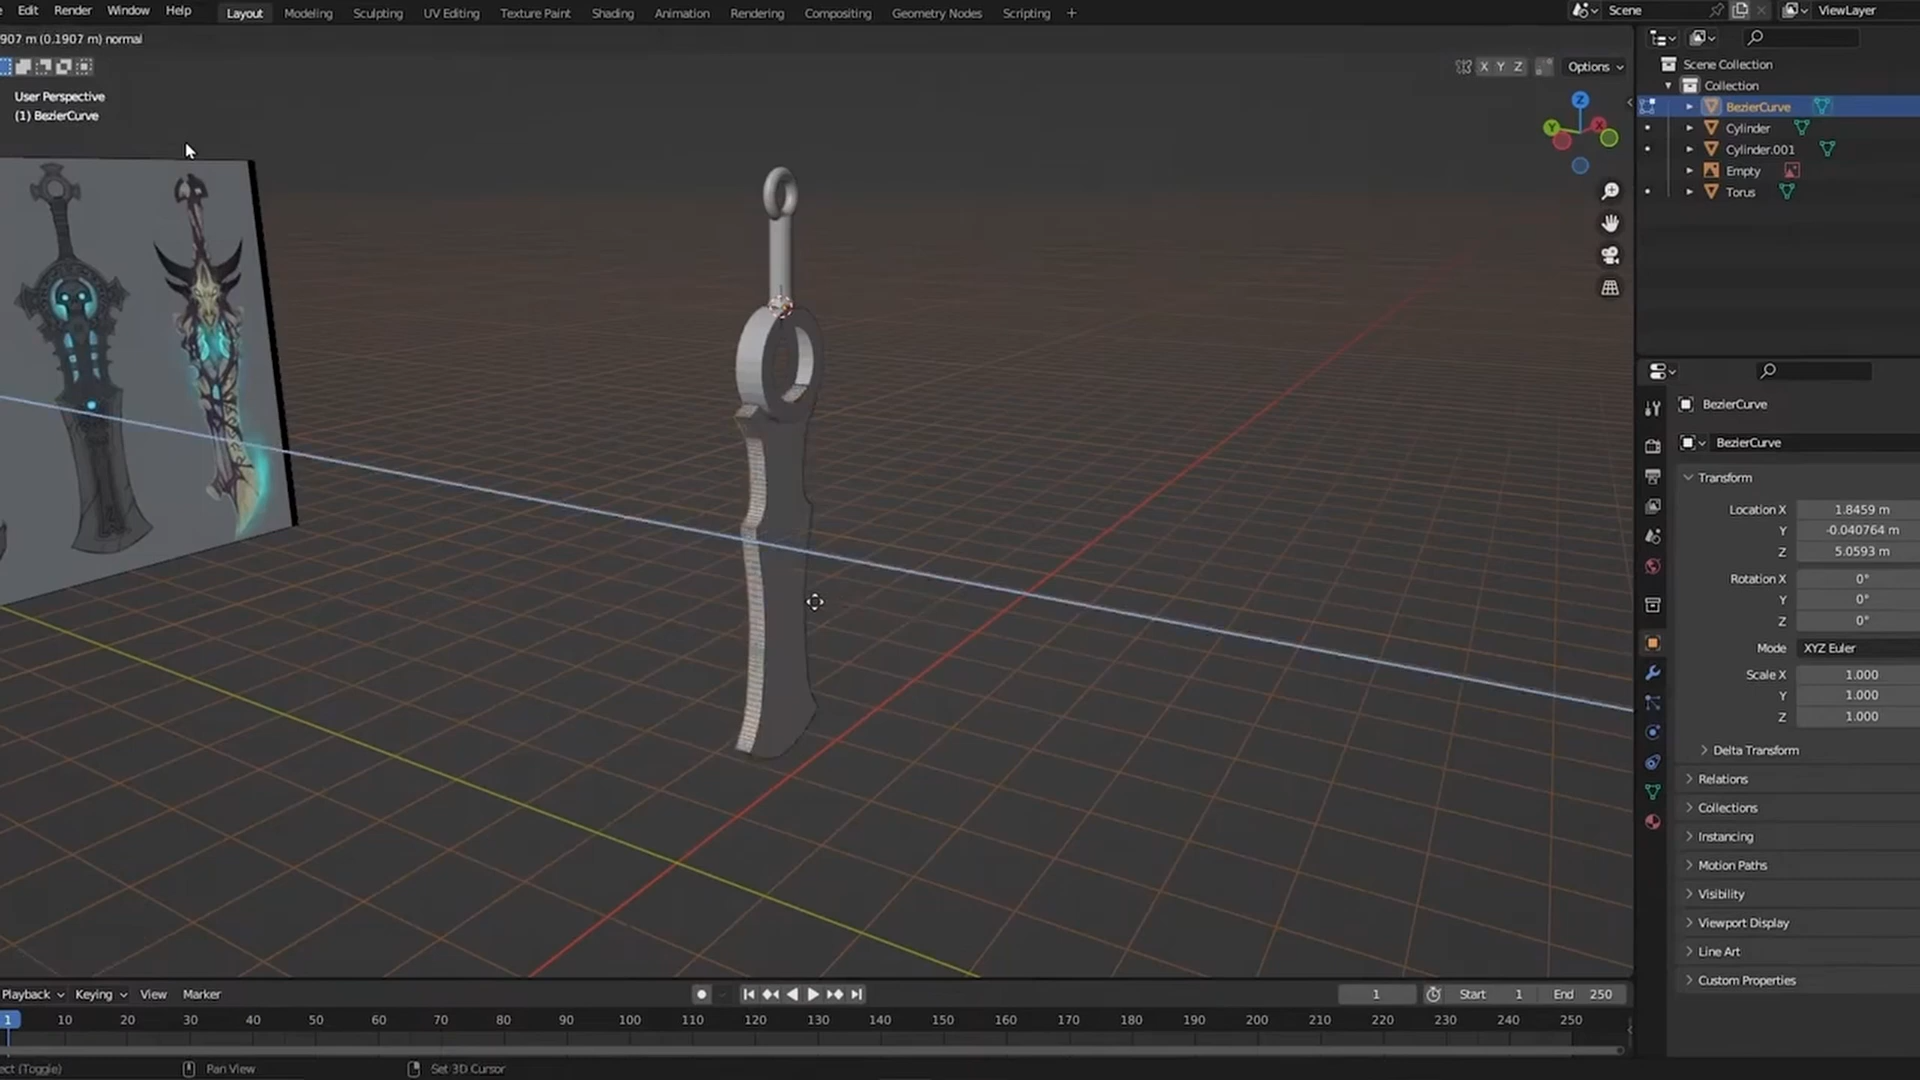 Edit Render Window Help Layout Modeling Sculpting UV Editing Texture Paint Shading Animation Rendering Compositing Geometry Nodes Scripting + Scene ViewLayer
907 m (0.1907 m) normal
X Y Z Options
User Perspective
(1) BezierCurve
Z
Y
X
Scene Collection
Collection
BezierCurve
Cylinder
Cylinder.001
Empty
Torus
BezierCurve
BezierCurve
Transform
Location X 1.8459 m
Y -0.040764 m
Z 5.0593 m
Rotation X 0°
Y 0°
Z 0°
Mode XYZ Euler
Scale X 1.000
Y 1.000
Z 1.000
Delta Transform
Relations
Collections
Instancing
Motion Paths
Visibility
Viewport Display
Line Art
Custom Properties
Playback Keying View Marker 1 Start 1 End 250
1 10 20 30 40 50 60 70 80 90 100 110 120 130 140 150 160 170 180 190 200 210 220 230 240 250
ect (Toggle) Pan View Set 3D Cursor